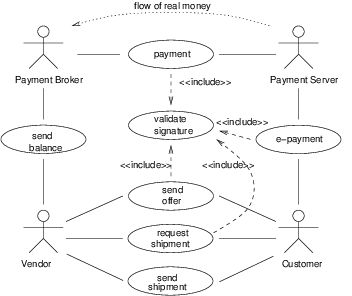 flow of real money
payment
Payment Broker
Payment Server
<<include>>
validate
signature
<<include>>
send
balance
e-payment
<<include>>
<<include>>
send
offer
request
shipment
Vendor
Customer
send
shipment